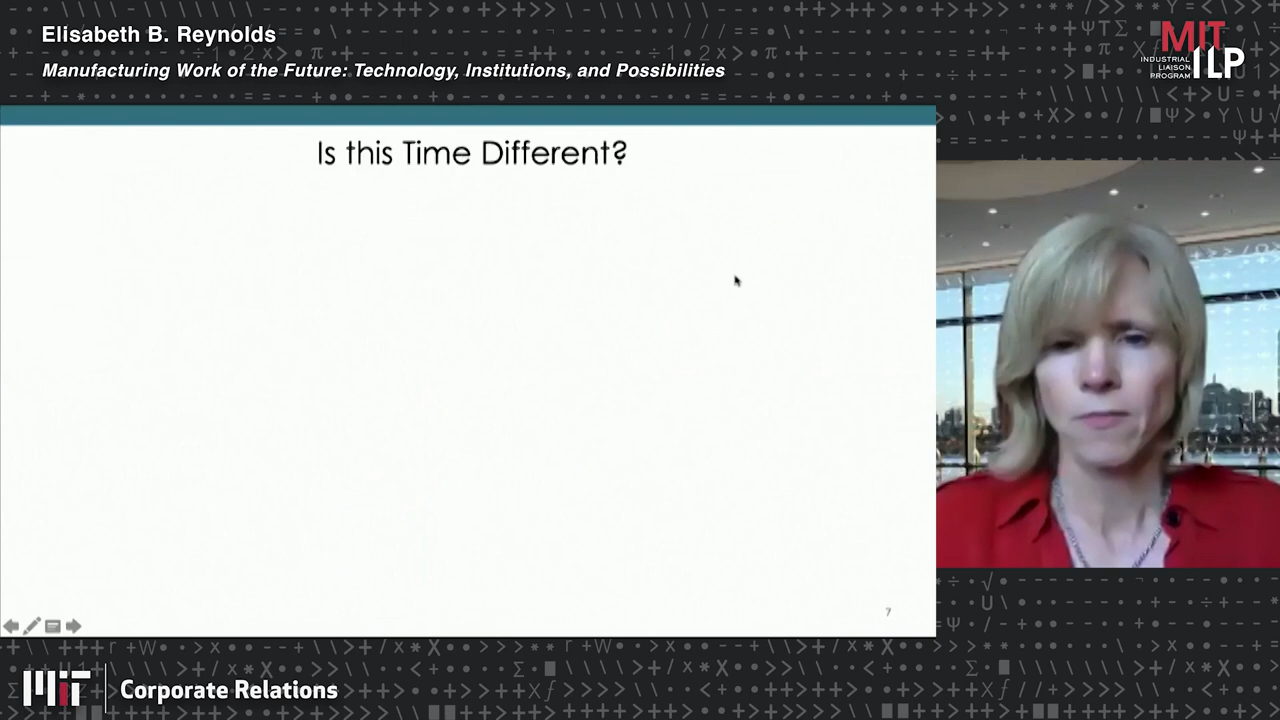 Elisabeth B. Reynolds
Manufacturing Work of the Future: Technology, Institutions, and Possibilities
MIT
INDUSTRIAL
LIAISON
PROGRAM
ILP
Is this Time Different?
7
MIT
Corporate Relations